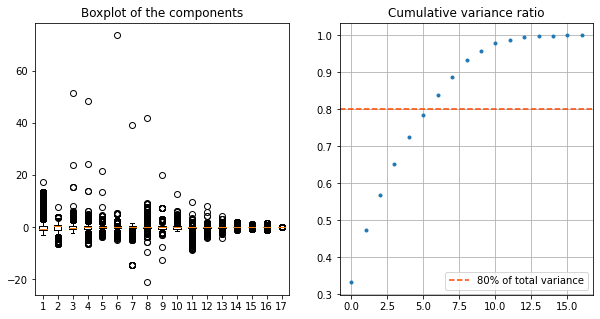 Boxplot of the components
60
40
20
0
−20
1 2 3 4 5 6 7 8 9 10 11 12 13 14 15 16 17
Cumulative variance ratio
1.0
0.9
0.8
0.7
0.6
0.5
0.4
0.3
80% of total variance
0.0 2.5 5.0 7.5 10.0 12.5 15.0